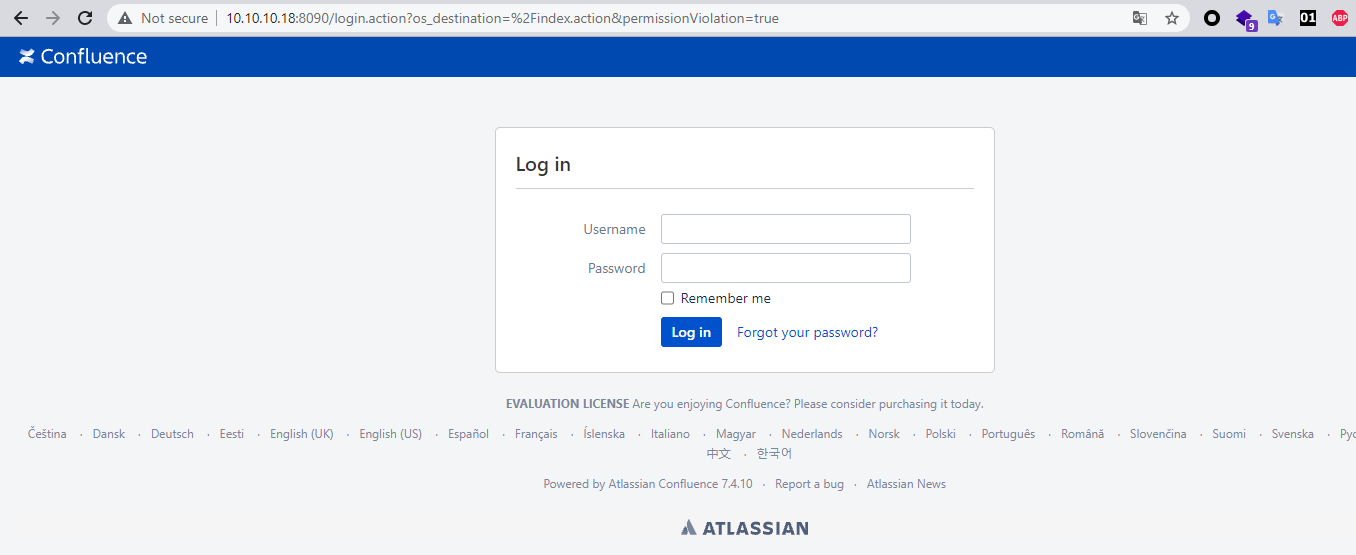 Not secure 10.10.10.18:8090/login.action?os_destination=%2Findex.action&permissionViolation=true 9 01 ABP
Confluence
Log in
Username
Password
Remember me
Log in Forgot your password?
EVALUATION LICENSE Are you enjoying Confluence? Please consider purchasing it today.
Čeština · Dansk · Deutsch · Eesti · English (UK) · English (US) · Español · Français · Íslenska · Italiano · Magyar · Nederlands · Norsk · Polski · Português · Română · Slovenčina · Suomi · Svenska · Рус
中文 · 한국어
Powered by Atlassian Confluence 7.4.10 · Report a bug · Atlassian News
ATLASSIAN